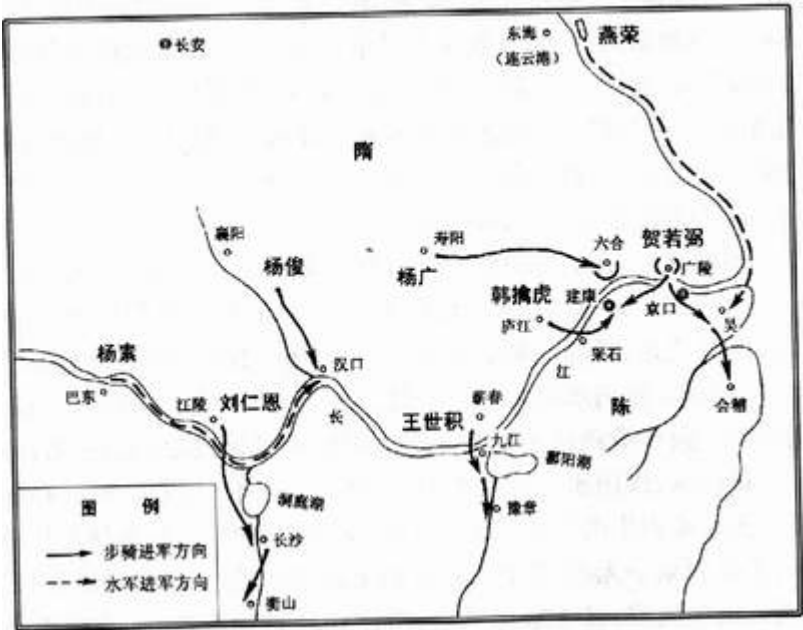 长安
东海
(连云港)
燕荣
隋
襄阳
寿阳
六合
贺若弼
广陵
杨俊
杨广
韩擒虎
建康
京口
吴
庐江
采石
杨素
汉口
江
巴东
江陵
刘仁恩
蕲春
陈
会稽
长
王世积
九江
鄱阳湖
图 例
洞庭湖
豫章
步骑进军方向
长沙
水军进军方向
衡山